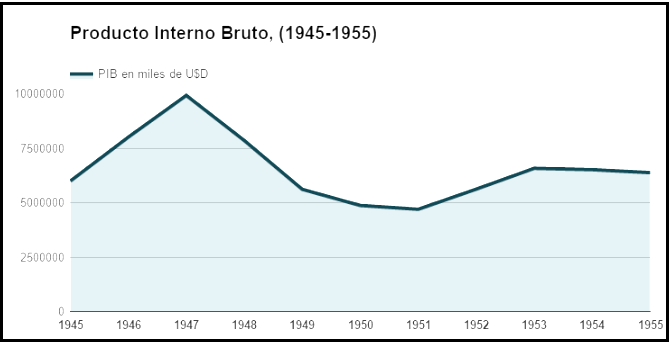 Producto Interno Bruto, (1945-1955)
PIB en miles de U$D
10000000
7500000
5000000
2500000
0
1945 1946 1947 1948 1949 1950 1951 1952 1953 1954 1955